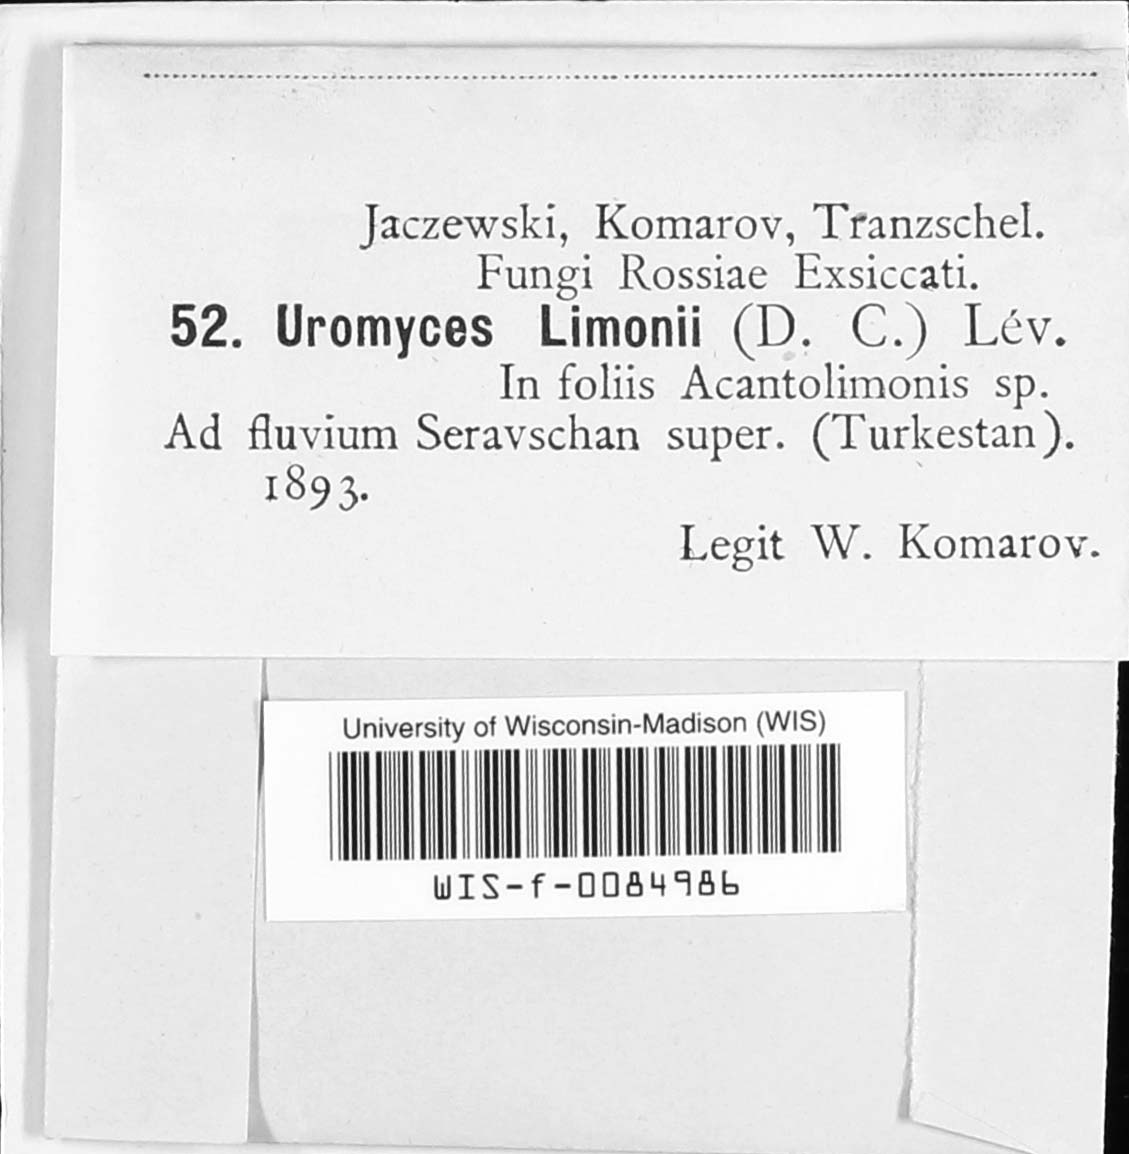 Jaczewski, Komarov, Tranzschel.
Fungi Rossiae Exsiccati.
52. Uromyces Limonii (D. C.) Lév.
In foliis Acantolimonis sp.
Ad fluvium Seravschan super. (Turkestan).
1893.
Legit W. Komarov.
University of Wisconsin-Madison (WIS)
WIS-f-0084986